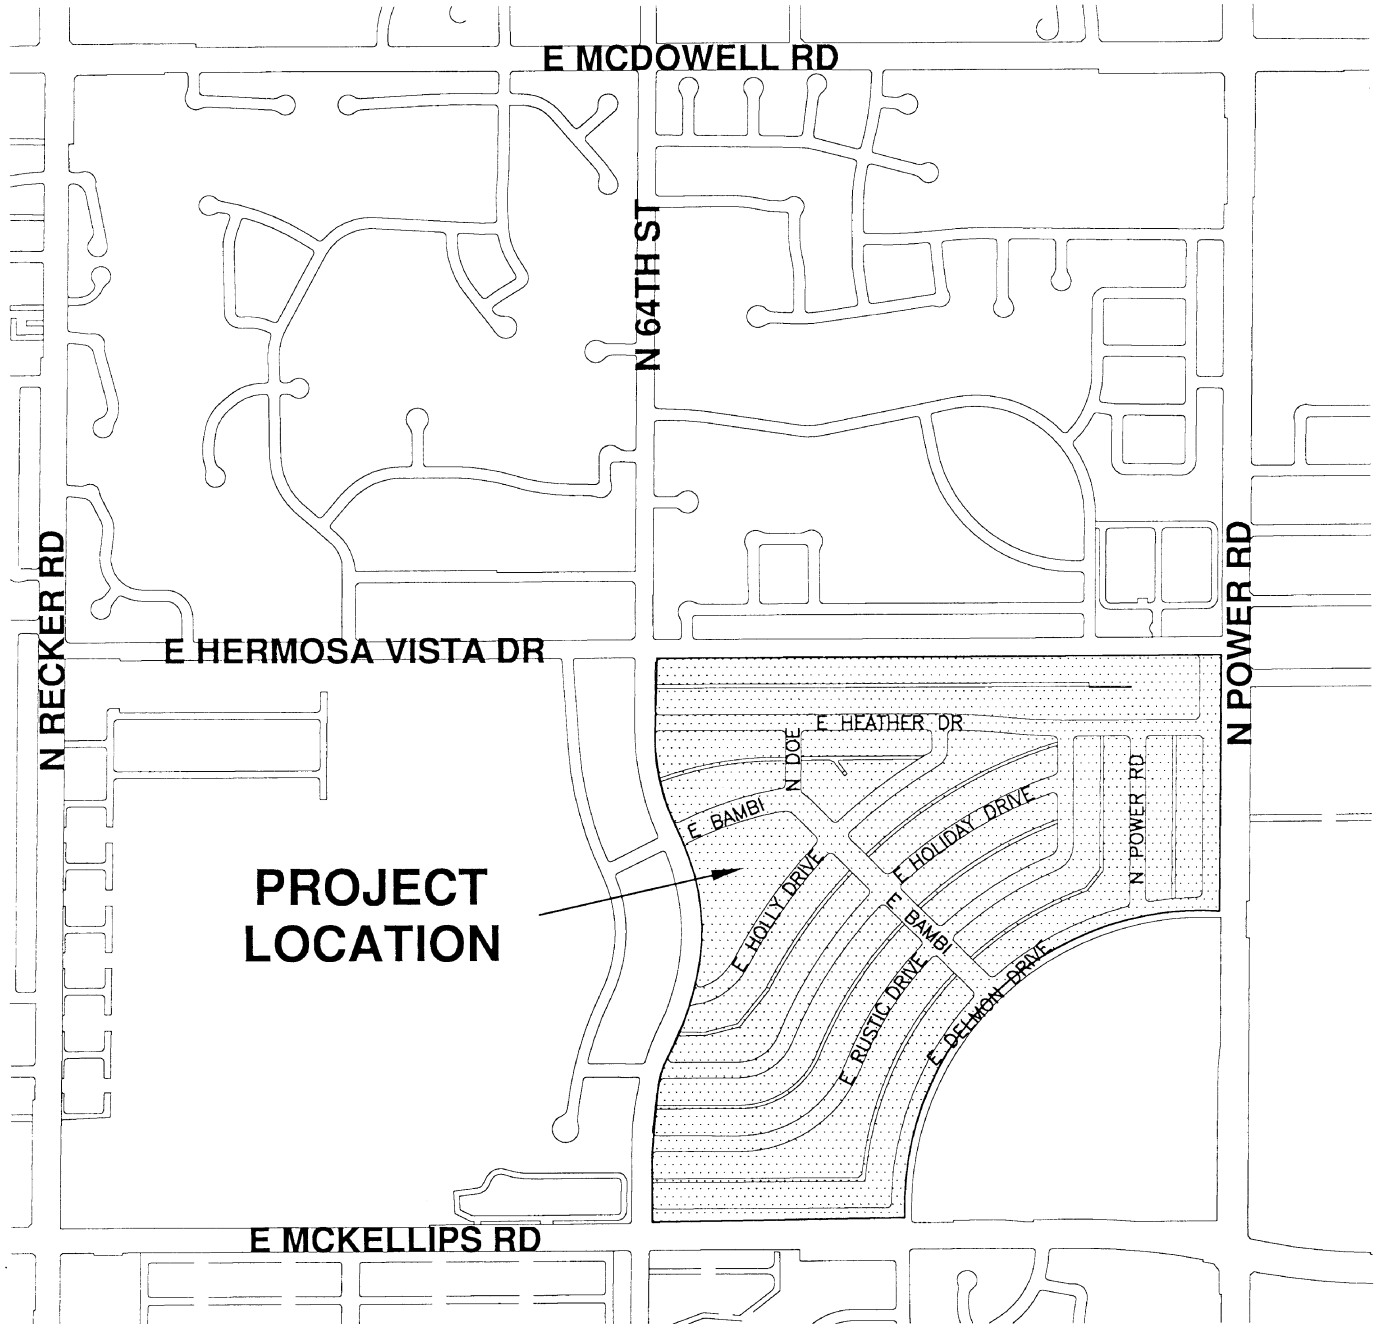 E MCDOWELL RD
N 64TH ST
N RECKER RD
N POWER RD
E HERMOSA VISTA DR
E HEATHER DR
N DOE
N POWER RD
E BAMBI
E HOLIDAY DRIVE
E HOLLY DRIVE
E BAMBI
PROJECT
LOCATION
E RUSTIC DRIVE
E DELMON DRIVE
E MCKELLIPS RD